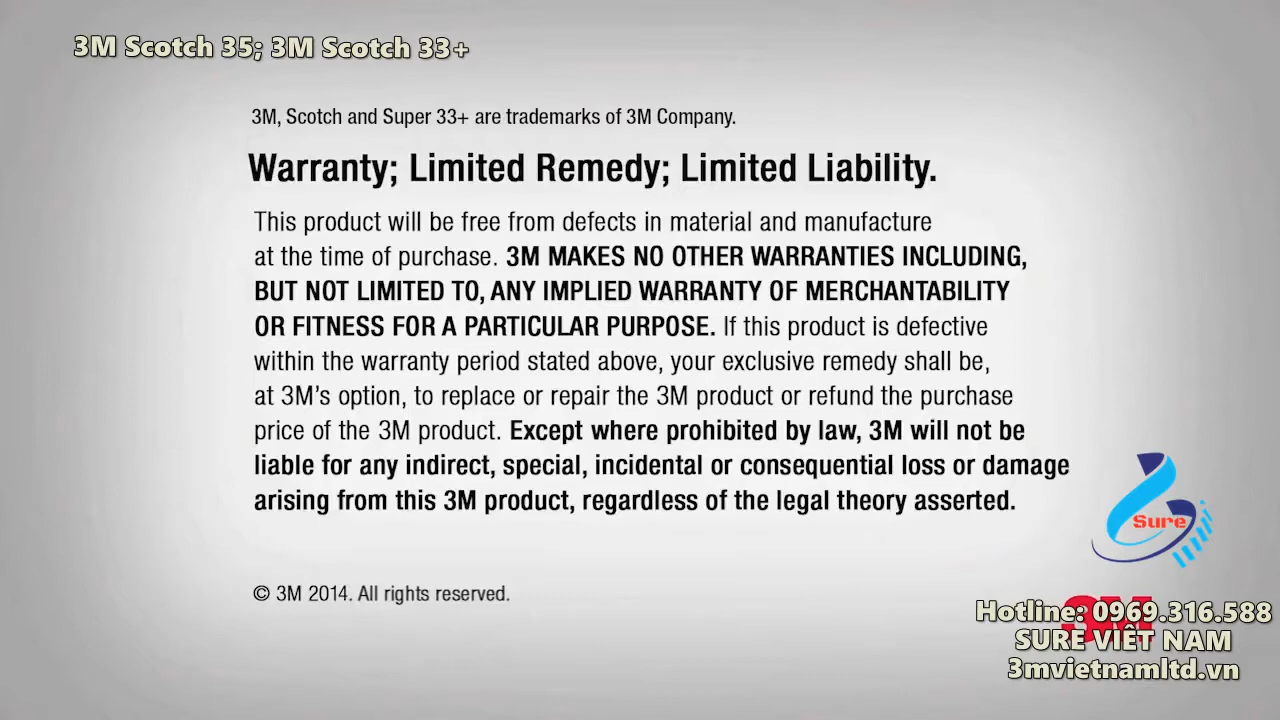 3M Scotch 35; 3M Scotch 33+
3M, Scotch and Super 33+ are trademarks of 3M Company.
Warranty; Limited Remedy; Limited Liability.
This product will be free from defects in material and manufacture
at the time of purchase. 3M MAKES NO OTHER WARRANTIES INCLUDING,
BUT NOT LIMITED TO, ANY IMPLIED WARRANTY OF MERCHANTABILITY
OR FITNESS FOR A PARTICULAR PURPOSE. If this product is defective
within the warranty period stated above, your exclusive remedy shall be,
at 3M's option, to replace or repair the 3M product or refund the purchase
price of the 3M product. Except where prohibited by law, 3M will not be
liable for any indirect, special, incidental or consequential loss or damage
arising from this 3M product, regardless of the legal theory asserted.
Sure
© 3M 2014. All rights reserved.
3M
Hotline: 0969.316.588
SURE VIỆT NAM
3mvietnamltd.vn